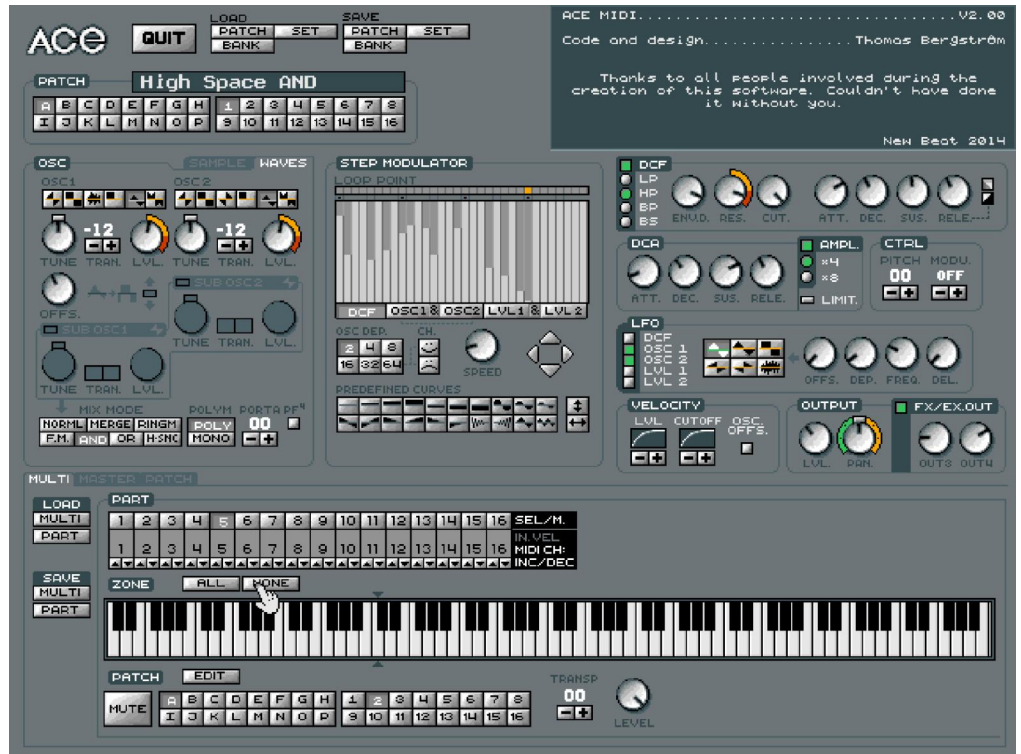 ACE
QUIT
LOAD
PATCH SET
BANK
SAVE
PATCH SET
BANK
ACE MIDI....................................V2.00
Code and design.................Thomas Bergström
Thanks to all people involved during the
creation of this software. Couldn't have done
it without you.
New Beat 2014
PATCH High Space AND
A B C D E F G H 1 2 3 4 5 6 7 8
I J K L M N O P 9 10 11 12 13 14 15 16
OSC SAMPLE WAVES
OSC1 OSC2
-12 -12
TUNE TRAN. LVL. TUNE TRAN. LVL.
OFFS.
SUB OSC2
TUNE TRAN. LVL.
SUB OSC1
TUNE TRAN. LVL.
MIX MODE POLYM PORTA PF4
NORML MERGE RINGM POLY 00
F.M. AND OR H-SNC MONO
STEP MODULATOR
LOOP POINT
DCF OSC1 & OSC2 LVL1 & LVL2
OSC DEP. CH.
2 4 8
16 32 64
SPEED
PREDEFINED CURVES
DCF
LP
HP
BP
BS
ENV.D. RES. CUT. ATT. DEC. SUS. RELE.
DCA
ATT. DEC. SUS. RELE.
AMPL.
x4
x8
LIMIT.
CTRL
PITCH MODU.
00 OFF
LFO
DCF
OSC 1
OSC 2
LVL 1
LVL 2
OFFS. DEP. FREQ. DEL.
VELOCITY
LVL CUTOFF OSC.
OFFS.
OUTPUT
LVL. PAN.
FX/EX.OUT
OUT3 OUT4
MULTI MASTER PATCH
LOAD
MULTI
PART
SAVE
MULTI
PART
PART
1 2 3 4 5 6 7 8 9 10 11 12 13 14 15 16 SEL/M.
IN.VEL
1 2 3 4 5 6 7 8 9 10 11 12 13 14 15 16 MIDI CH:
INC/DEC
ZONE ALL NONE
PATCH EDIT
MUTE
A B C D E F G H 1 2 3 4 5 6 7 8
I J K L M N O P 9 10 11 12 13 14 15 16
TRANSP
00
LEVEL